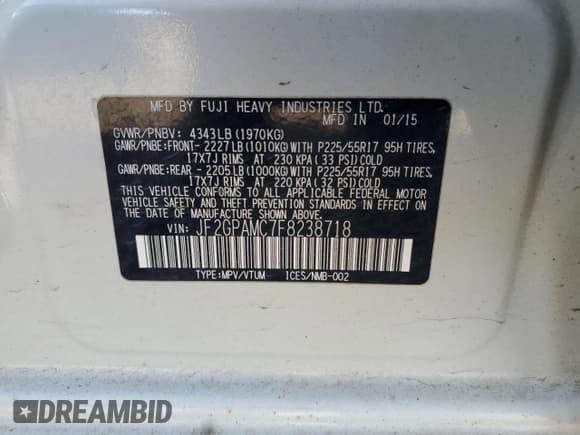 MFD BY FUJI HEAVY INDUSTRIES LTD.
MFD IN 01/15
GVWR/PNBV: 4343LB(1970KG)
GAWR/PNBE:FRONT- 2227LB(1010KG)WITH P225/55R17 95H TIRES,
17X7J RIMS AT 230 KPA(33 PSI)COLD
GAWR/PNBE:REAR - 2205LB(1000KG)WITH P225/55R17 95H TIRES,
17X7J RIMS AT 220 KPA(32 PSI)COLD
THIS VEHICLE CONFORMS TO ALL APPLICABLE FEDERAL MOTOR
VEHICLE SAFETY AND THEFT PREVENTION STANDARDS IN EFFECT
ON THE DATE OF MANUFACTURE SHOWN ABOVE.
VIN: JF2GPAMC7F8238718
TYPE:MPV/VTUM ICES/NMB-002
DREAMBID